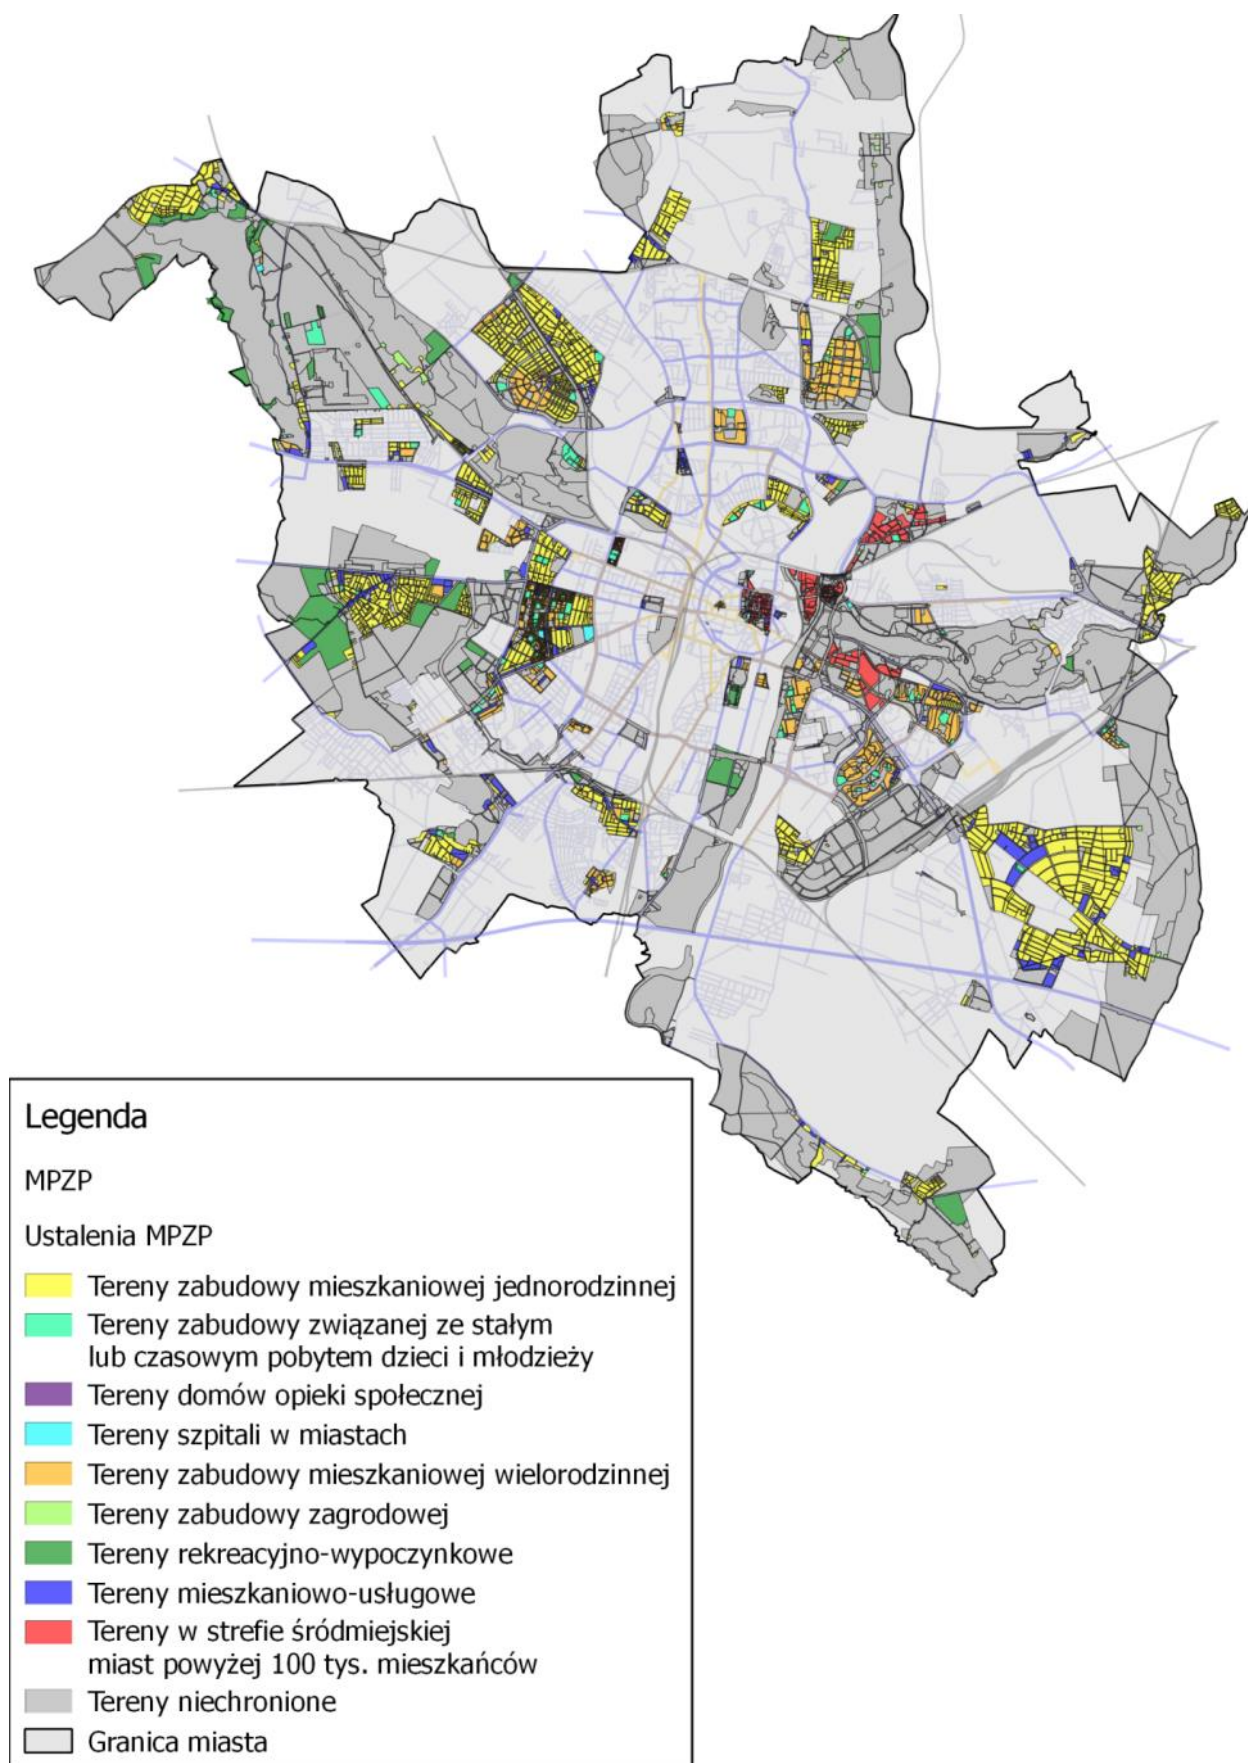 Legenda
MPZP
Ustalenia MPZP
Tereny zabudowy mieszkaniowej jednorodzinnej
Tereny zabudowy związanej ze stałym
lub czasowym pobytem dzieci i młodzieży
Tereny domów opieki społecznej
Tereny szpitali w miastach
Tereny zabudowy mieszkaniowej wielorodzinnej
Tereny zabudowy zagrodowej
Tereny rekreacyjno-wypoczynkowe
Tereny mieszkaniowo-usługowe
Tereny w strefie śródmiejskiej
miast powyżej 100 tys. mieszkańców
Tereny niechronione
Granica miasta